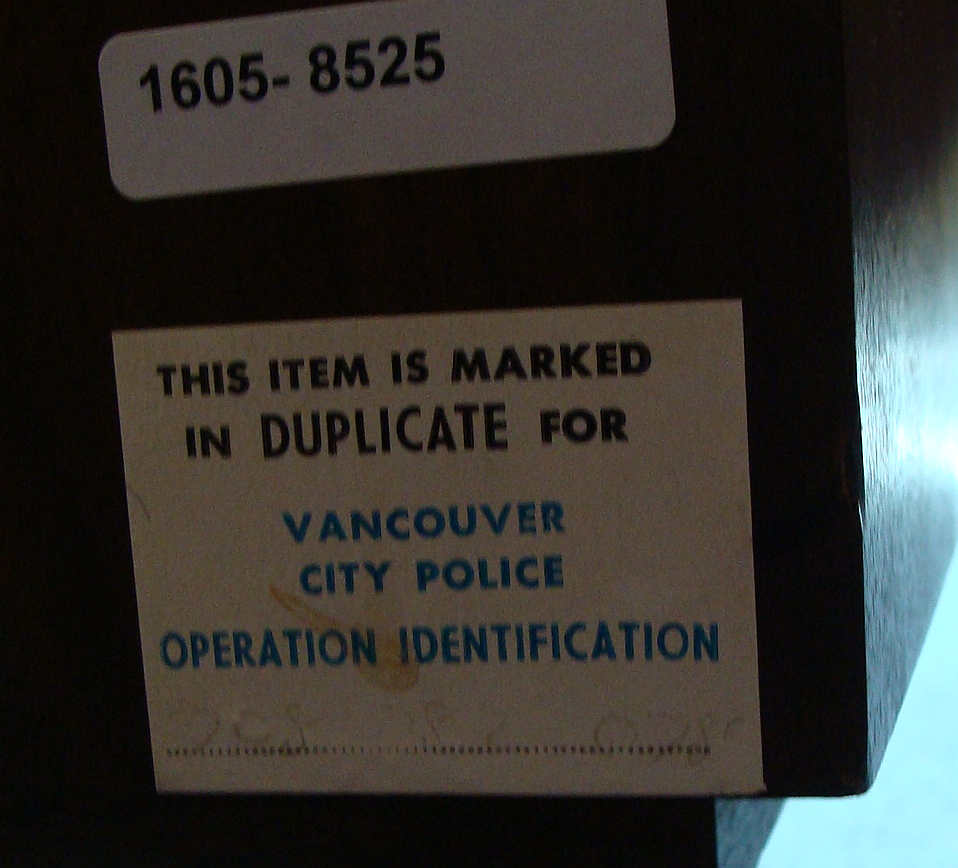 1605- 8525
THIS ITEM IS MARKED
IN DUPLICATE FOR
VANCOUVER
CITY POLICE
OPERATION IDENTIFICATION